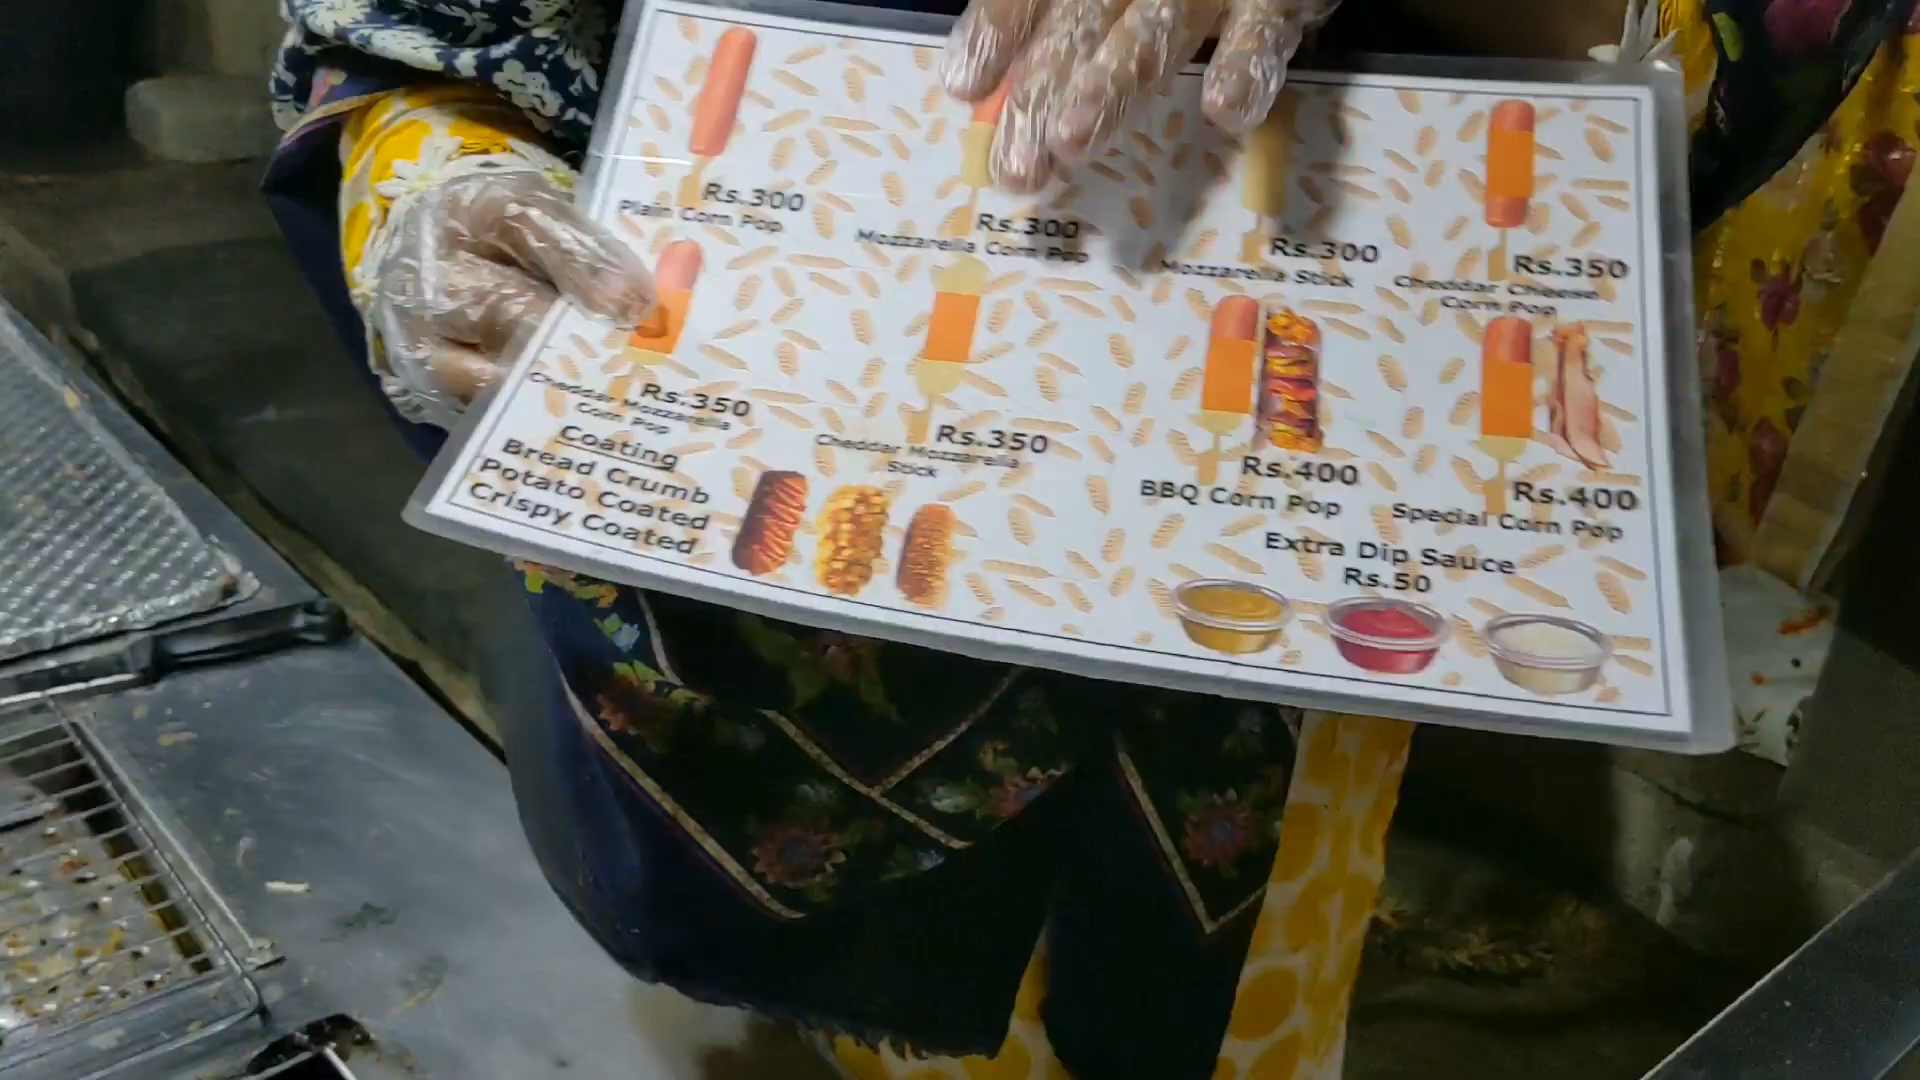 Rs.300
Plain Corn Pop
Rs.300
Mozzarella Corn Pop
Rs.300
Mozzarella Stick
Rs.350
Cheddar Cheese
Corn Pop
Rs.350
Cheddar Mozzarella
Corn Pop
Rs.350
Cheddar Mozzarella
Stick
Rs.400
BBQ Corn Pop
Rs.400
Special Corn Pop
Coating
Bread Crumb
Potato Coated
Crispy Coated
Extra Dip Sauce
Rs.50